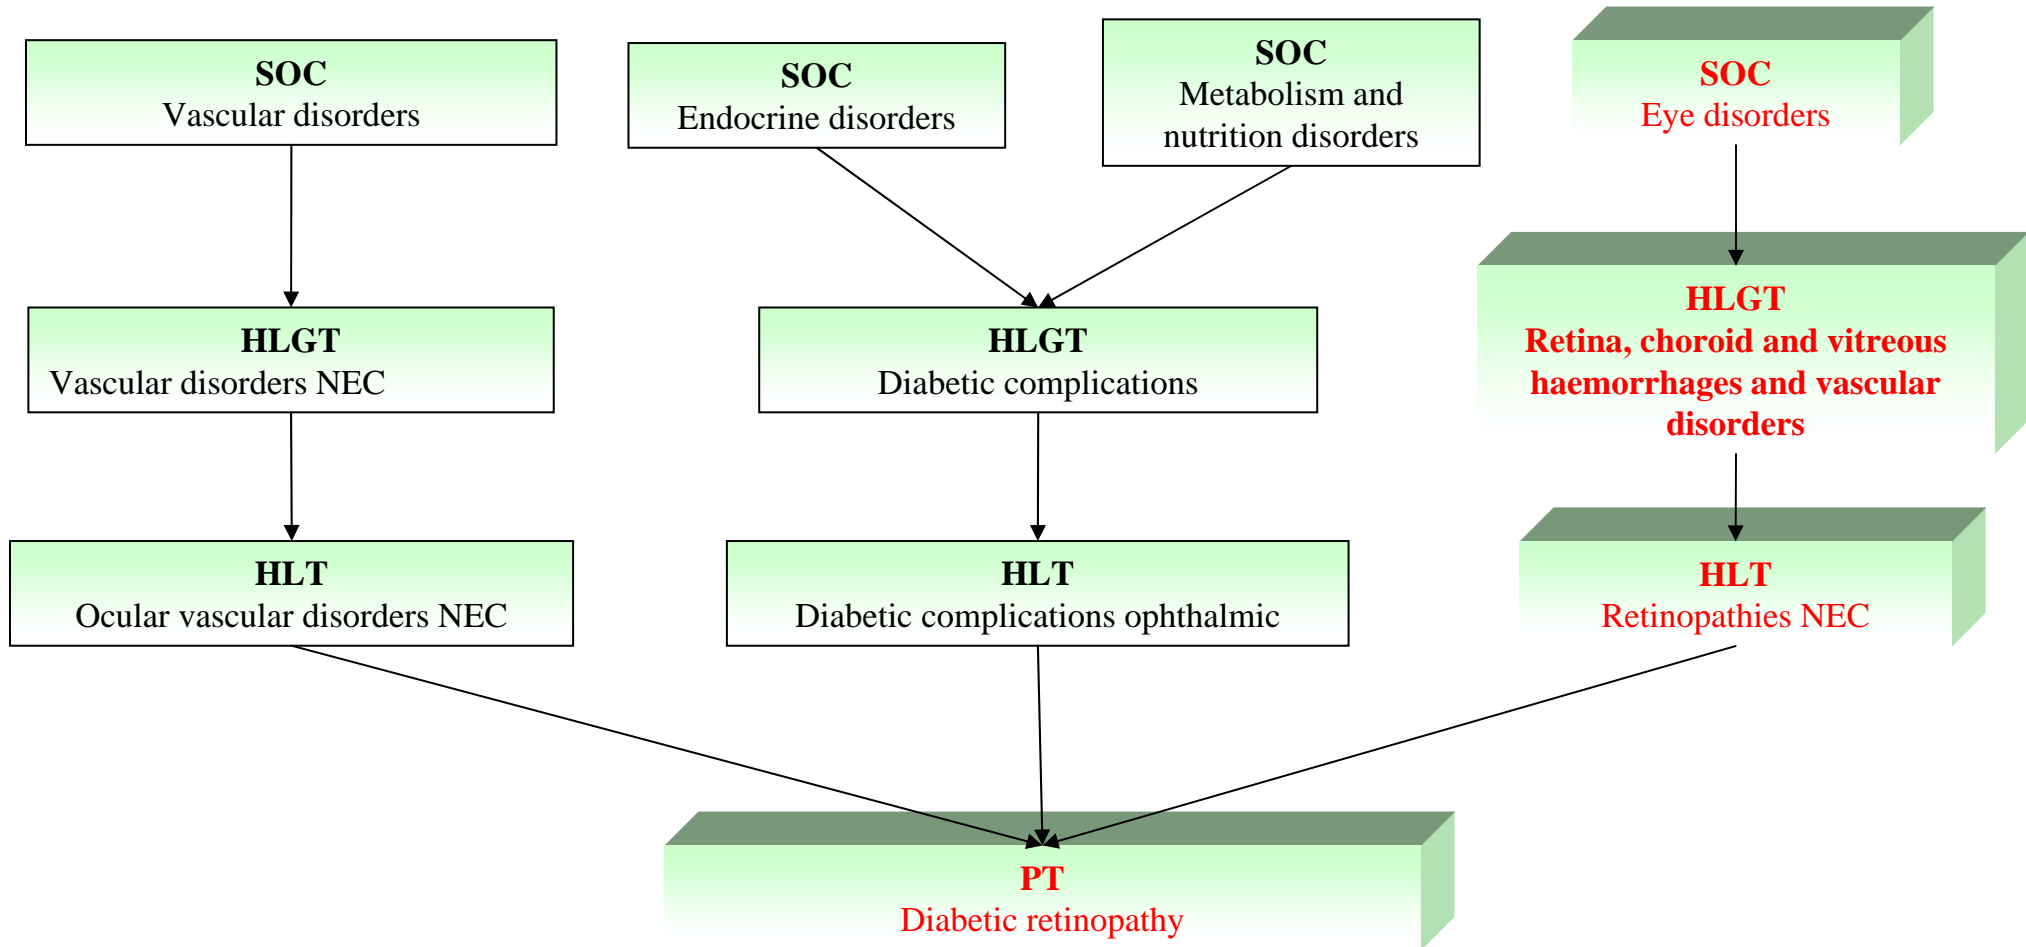 SOC
Vascular disorders
SOC
Endocrine disorders
SOC
Metabolism and
nutrition disorders
SOC
Eye disorders
HLGT
Vascular disorders NEC
HLGT
Diabetic complications
HLGT
Retina, choroid and vitreous
haemorrhages and vascular
disorders
HLT
Ocular vascular disorders NEC
HLT
Diabetic complications ophthalmic
HLT
Retinopathies NEC
PT
Diabetic retinopathy